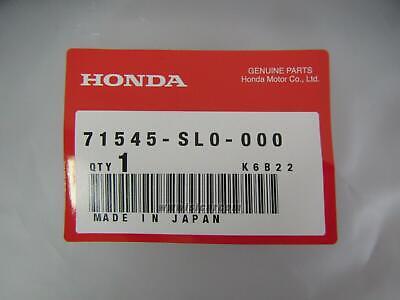 HONDA
GENUINE PARTS
Honda Motor Co., Ltd.
71545-SL0-000
QTY 1
K6B22
MADE IN JAPAN